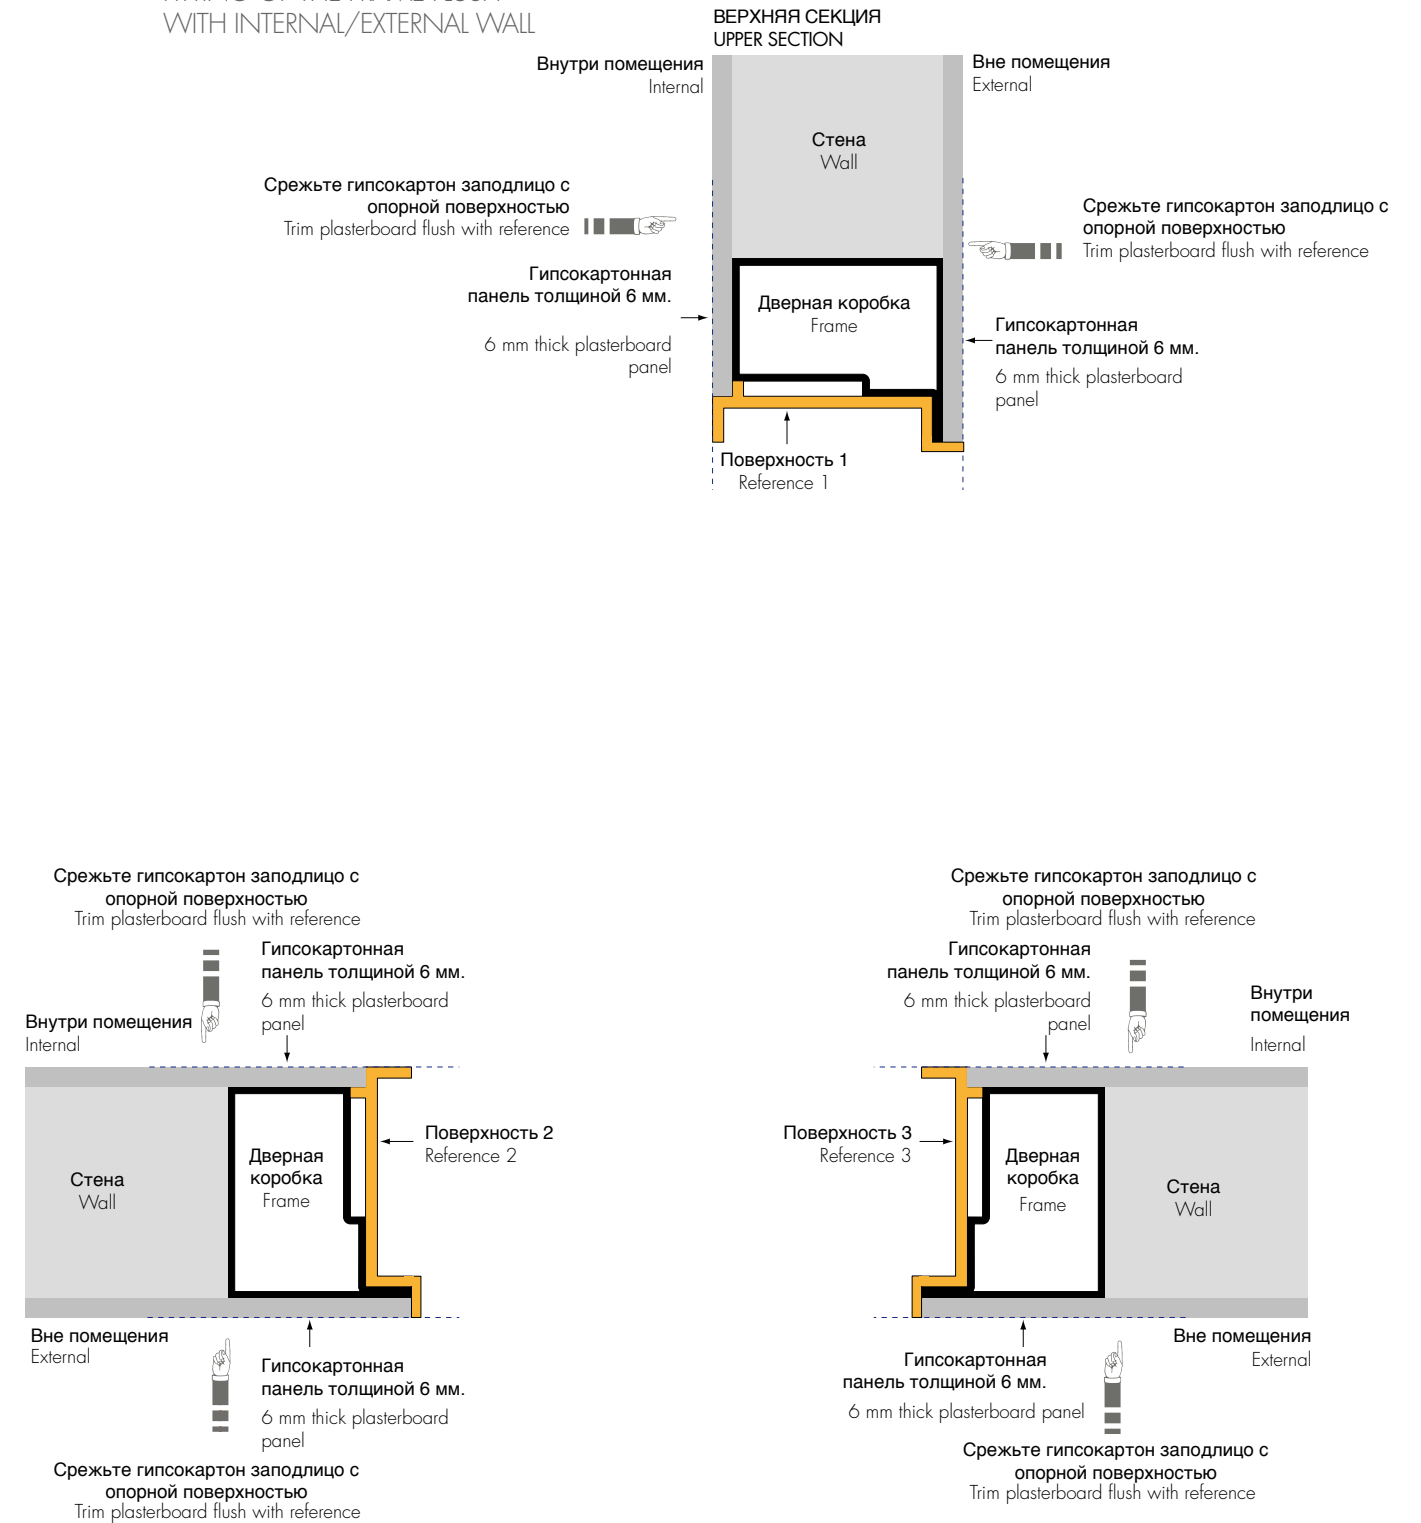 WITH INTERNAL/EXTERNAL WALL
ВЕРХНЯЯ СЕКЦИЯ
UPPER SECTION
Внутри помещения
Internal
Вне помещения
External
Стена
Wall
Срежьте гипсокартон заподлицо с
опорной поверхностью
Trim plasterboard flush with reference
Срежьте гипсокартон заподлицо с
опорной поверхностью
Trim plasterboard flush with reference
Гипсокартонная
панель толщиной 6 мм.
6 mm thick plasterboard
panel
Дверная коробка
Frame
Гипсокартонная
панель толщиной 6 мм.
6 mm thick plasterboard
panel
Поверхность 1
Reference 1
Срежьте гипсокартон заподлицо с
опорной поверхностью
Trim plasterboard flush with reference
Гипсокартонная
панель толщиной 6 мм.
6 mm thick plasterboard
panel
Внутри помещения
Internal
Поверхность 2
Reference 2
Дверная
коробка
Frame
Стена
Wall
Вне помещения
External
Гипсокартонная
панель толщиной 6 мм.
6 mm thick plasterboard
panel
Срежьте гипсокартон заподлицо с
опорной поверхностью
Trim plasterboard flush with reference
Срежьте гипсокартон заподлицо с
опорной поверхностью
Trim plasterboard flush with reference
Гипсокартонная
панель толщиной 6 мм.
6 mm thick plasterboard
panel
Внутри
помещения
Internal
Поверхность 3
Reference 3
Дверная
коробка
Frame
Стена
Wall
Вне помещения
External
Гипсокартонная
панель толщиной 6 мм.
6 mm thick plasterboard panel
Срежьте гипсокартон заподлицо с
опорной поверхностью
Trim plasterboard flush with reference